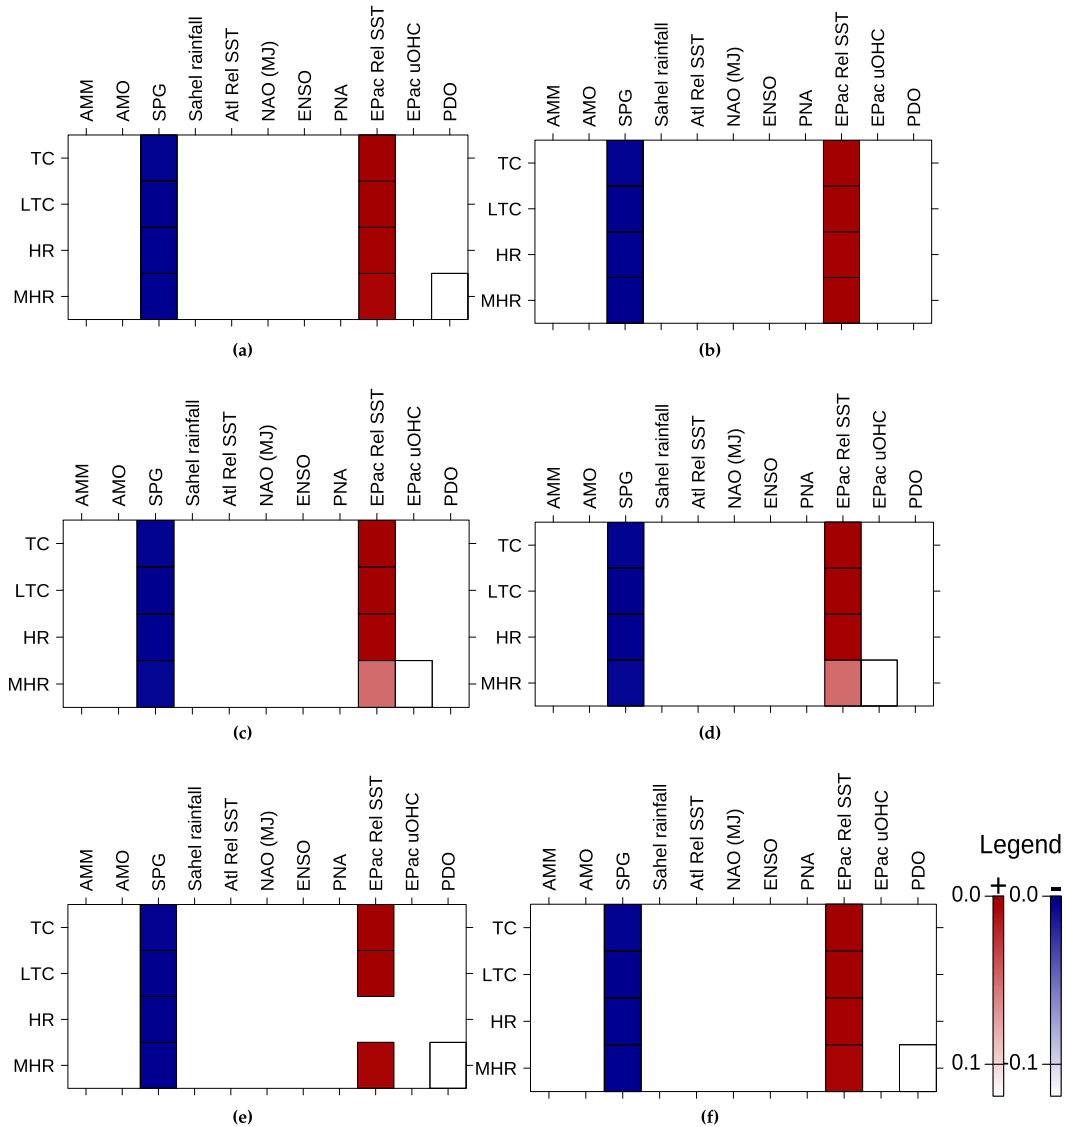 AMM AMO SPG Sahel rainfall Atl Rel SST NAO (MJ) ENSO PNA EPac Rel SST EPac uOHC PDO
TC
LTC
HR
MHR
(a)
AMM AMO SPG Sahel rainfall Atl Rel SST NAO (MJ) ENSO PNA EPac Rel SST EPac uOHC PDO
TC
LTC
HR
MHR
(b)
AMM AMO SPG Sahel rainfall Atl Rel SST NAO (MJ) ENSO PNA EPac Rel SST EPac uOHC PDO
TC
LTC
HR
MHR
(c)
AMM AMO SPG Sahel rainfall Atl Rel SST NAO (MJ) ENSO PNA EPac Rel SST EPac uOHC PDO
TC
LTC
HR
MHR
(d)
AMM AMO SPG Sahel rainfall Atl Rel SST NAO (MJ) ENSO PNA EPac Rel SST EPac uOHC PDO
TC
LTC
HR
MHR
(e)
AMM AMO SPG Sahel rainfall Atl Rel SST NAO (MJ) ENSO PNA EPac Rel SST EPac uOHC PDO
TC
LTC
HR
MHR
(f)
Legend
+ -
0.0 0.0
0.1 -0.1